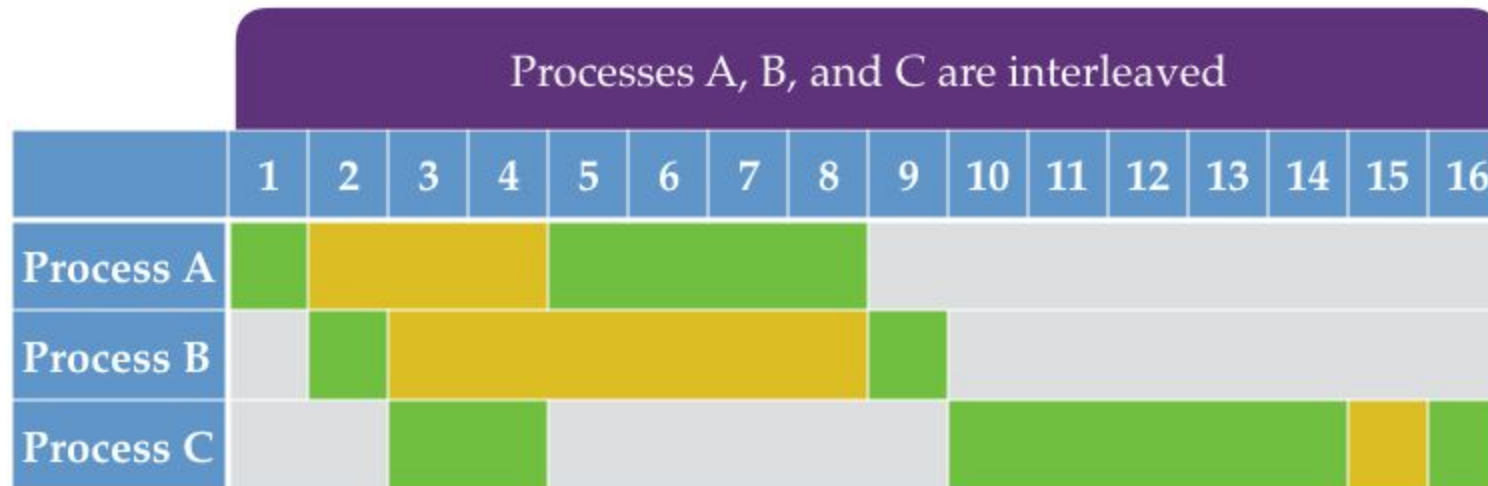 Processes A, B, and C are interleaved
1 2 3 4 5 6 7 8 9 10 11 12 13 14 15 16
Process A
Process B
Process C